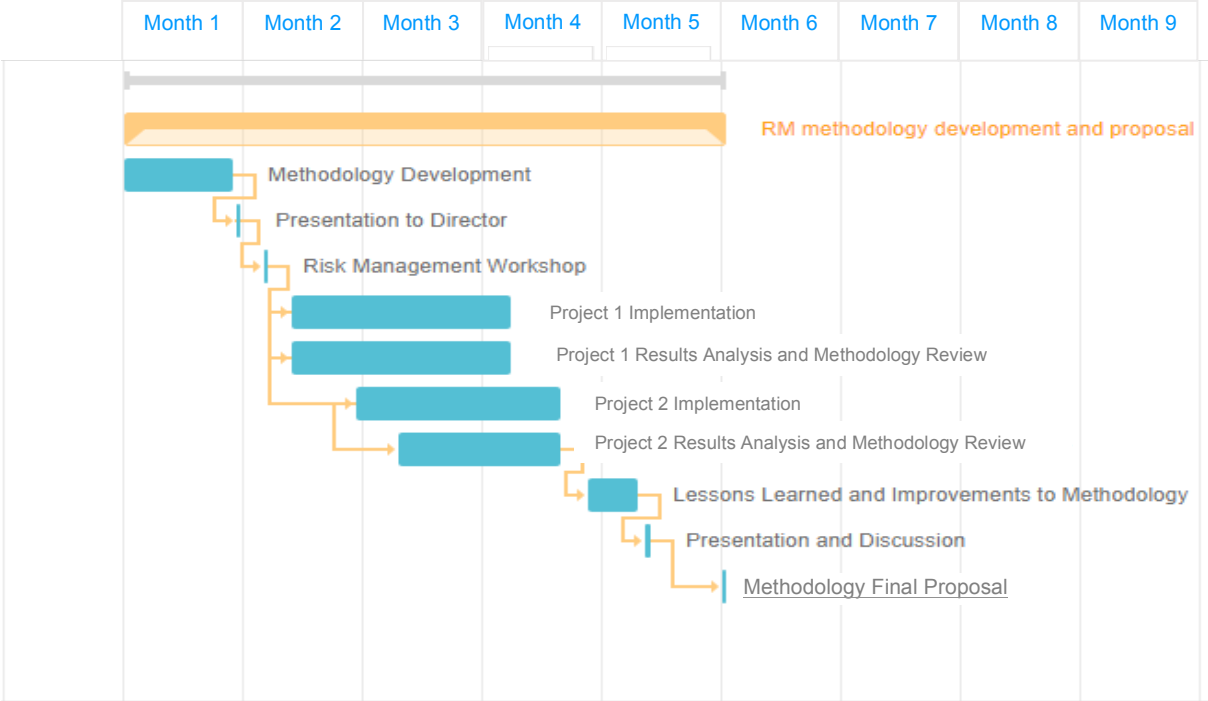 Month 1 Month 2 Month 3 Month 4 Month 5 Month 6 Month 7 Month 8 Month 9
RM methodology development and proposal
Methodology Development
Presentation to Director
Risk Management Workshop
Project 1 Implementation
Project 1 Results Analysis and Methodology Review
Project 2 Implementation
Project 2 Results Analysis and Methodology Review
Lessons Learned and Improvements to Methodology
Presentation and Discussion
Methodology Final Proposal